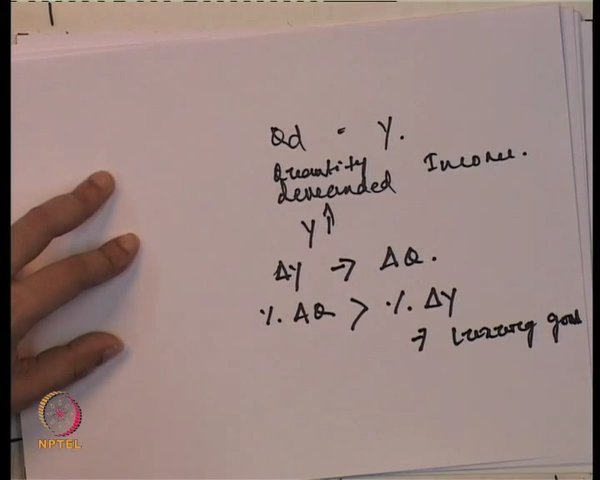 Qd - Y.
Quantity demanded Income.
Y↑
ΔY → ΔQ.
%. ΔQ > %. ΔY
→ luxury good
NPTEL